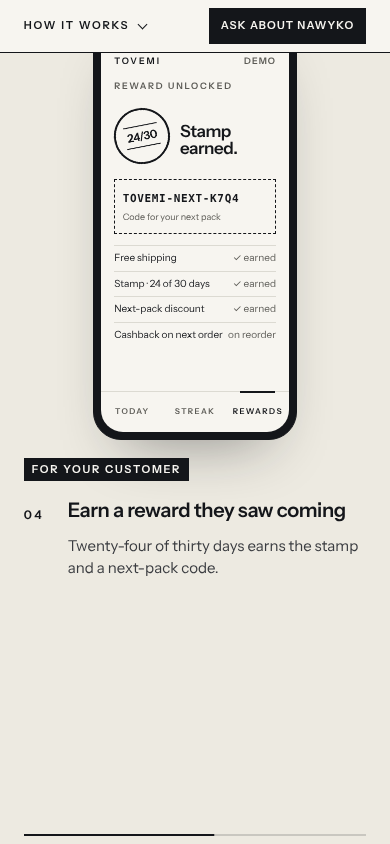 HOW IT WORKS
ASK ABOUT NAWYKO
TOVEMI DEMO
REWARD UNLOCKED
24/30
Stamp
earned.
TOVEMI-NEXT-K7Q4
Code for your next pack
Free shipping ✓ earned
Stamp · 24 of 30 days ✓ earned
Next-pack discount ✓ earned
Cashback on next order on reorder
TODAY STREAK REWARDS
FOR YOUR CUSTOMER
04 Earn a reward they saw coming
Twenty-four of thirty days earns the stamp
and a next-pack code.